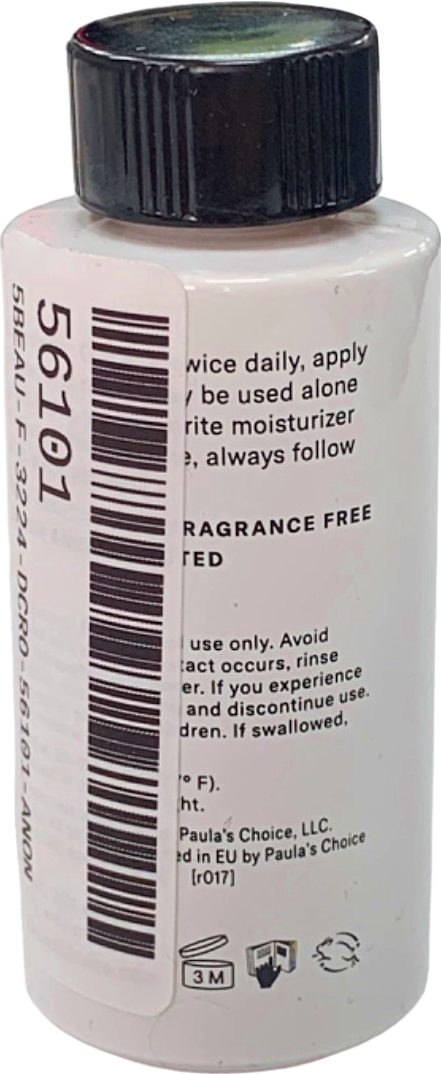 56101
5BEAU-F-3224-DCRO-56101-ANON
wice daily, apply
y be used alone
rite moisturizer
e, always follow
RAGRANCE FREE
TED
l use only. Avoid
tact occurs, rinse
er. If you experience
and discontinue use.
dren. If swallowed,
° F).
ht.
Paula's Choice, LLC.
ed in EU by Paula's Choice
[r017]
3 M